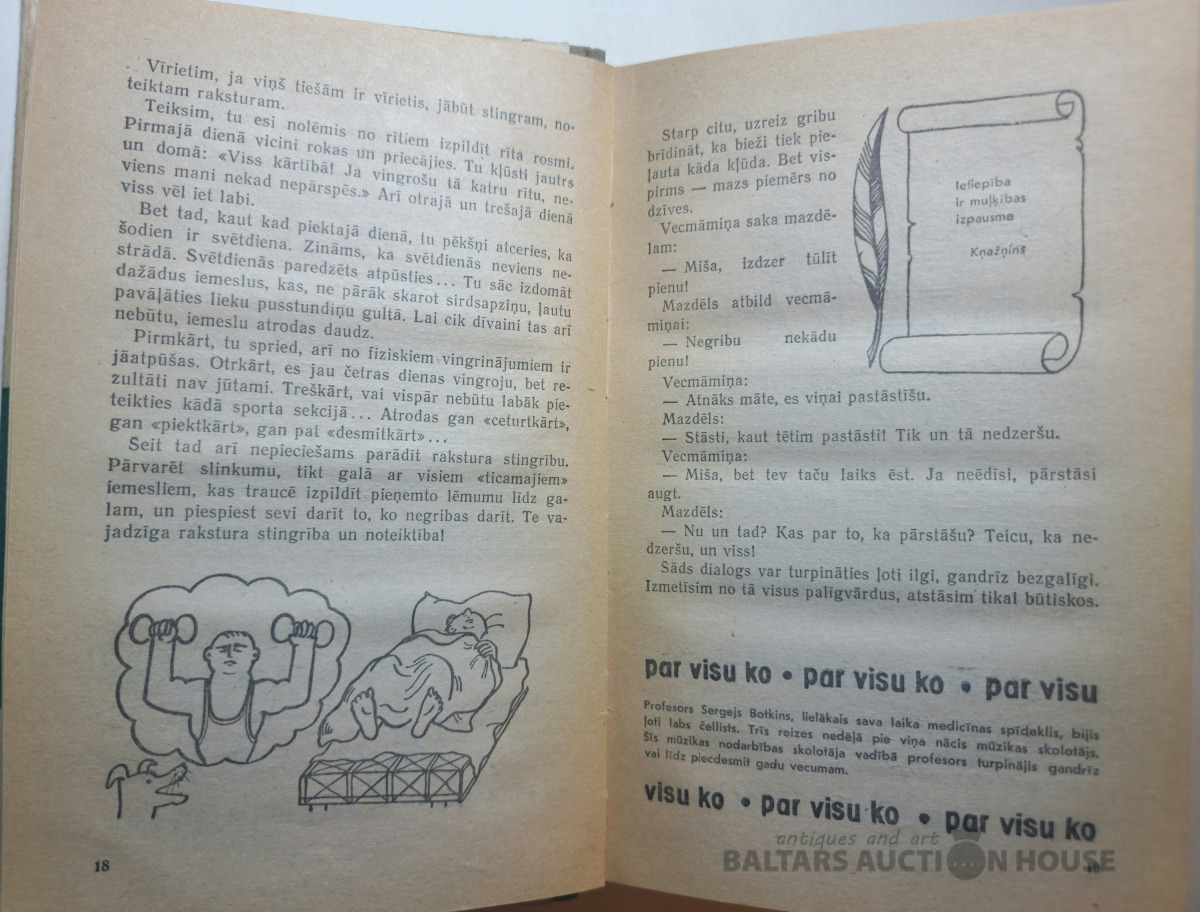 Vīrietim, ja viņš tiešām ir vīrietis, jābūt stingram, no-
teiktam raksturam.
Teiksim, tu esi nolēmis no rītiem izpildīt rīta rosmi.
Pirmajā dienā vicini rokas un priecājies. Tu kļūsti jautrs
un domā: «Viss kārtībā! Ja vingrošu tā katru rītu, ne-
viens mani nekad nepārspēs.» Arī otrajā un trešajā dienā
viss vēl iet labi.
Bet tad, kaut kad piektajā dienā, tu pēkšņi atceries, ka
šodien ir svētdiena. Zināms, ka svētdienās neviens ne-
strādā. Svētdienās paredzēts atpūsties... Tu sāc izdomāt
dažādus iemeslus, kas, ne pārāk skarot sirdsapziņu, ļautu
pavāļāties lieku pusstundiņu gultā. Lai cik dīvaini tas arī
nebūtu, iemeslu atrodas daudz.
Pirmkārt, tu spried, arī no fiziskiem vingrinājumiem ir
jāatpūšas. Otrkārt, es jau četras dienas vingroju, bet re-
zultāti nav jūtami. Treškārt, vai vispār nebūtu labāk pie-
teikties kādā sporta sekcijā... Atrodas gan «ceturtkārt»,
gan «piektkārt», gan pat «desmitkārt»...
Šeit tad arī nepieciešams parādīt rakstura stingrību.
Pārvarēt slinkumu, tikt galā ar visiem «ticamajiem»
iemesliem, kas traucē izpildīt pieņemto lēmumu līdz ga-
lam, un piespiest sevi darīt to, ko negribas darīt. Te va-
jadzīga rakstura stingrība un noteiktība!
18
Starp citu, uzreiz gribu
brīdināt, ka bieži tiek pie-
ļauta kāda kļūda. Bet vis-
pirms — mazs piemērs no
dzīves.
Vecmāmiņa saka mazdē-
lam:
— Miša, izdzer tūlīt
pienu!
Mazdēls atbild vecmā-
miņai:
— Negribu nekādu
pienu!
Vecmāmiņa:
— Atnāks māte, es viņai pastāstīšu.
Mazdēls:
— Stāsti, kaut tētim pastāsti! Tik un tā nedzeršu.
Vecmāmiņa:
— Miša, bet tev taču laiks ēst. Ja neēdīsi, pārstāsi
augt.
Mazdēls:
— Nu un tad? Kas par to, ka pārstāšu? Teicu, ka ne-
dzeršu, un viss!
Šāds dialogs var turpināties ļoti ilgi, gandrīz bezgalīgi.
Izmetīsim no tā visus palīgvārdus, atstāsim tikai būtiskos.
Ietiepība
ir muļķības
izpausme
Kņažņins
par visu ko • par visu ko • par visu
Profesors Sergejs Botkins, lielākais sava laika medicīnas spīdeklis, bijis
ļoti labs čellists. Trīs reizes nedēļā pie viņa nācis mūzikas skolotājs.
Šīs mūzikas nodarbības skolotāja vadībā profesors turpinājis gandrīz
vai līdz piecdesmit gadu vecumam.
visu ko • par visu ko • par visu ko
antiques and art
BALTARS AUCTION HOUSE
19